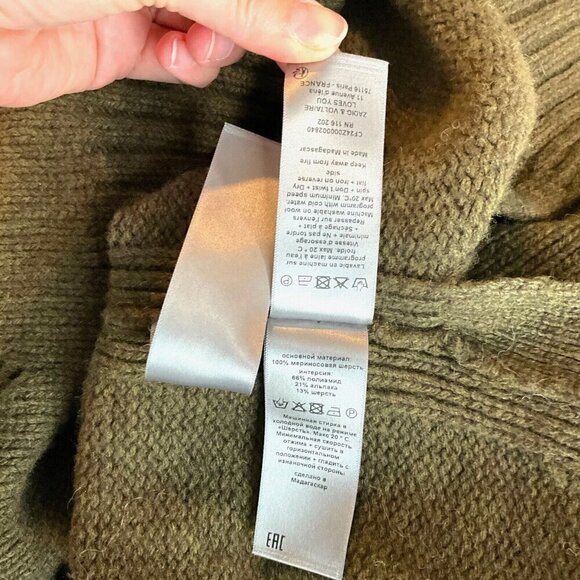 Lavable en machine sur
programme laine à l'eau
froide. Max 20 ° C
Vitesse d'essorage
minimale + Ne pas tordre
+ Séchage à plat +
Repasser sur l'envers
Machine washable on wool
programm with cold water.
Max 20°C. Minimum speed
spin + Don't twist + Dry
flat + Iron on reverse
side
Keep away from fire
Made in Madagascar
CFZ4Z00002640
RN 116 202
ZADIG & VOLTAIRE
LOVES YOU
11 Avenue d'Iena
75116 Paris - FRANCE
основной материал:
100% мериносовая шерсть
интерсия:
66% полиамид
21% альпака
13% шерсть
Машинная стирка в
холодной воде на режиме
«Шерсть». Макс 20 ° C.
Минимальная скорость
отжима + сушить в
горизонтальном
положении + гладить с
изнаночной стороны.
сделано в
Мадагаскар
EAC